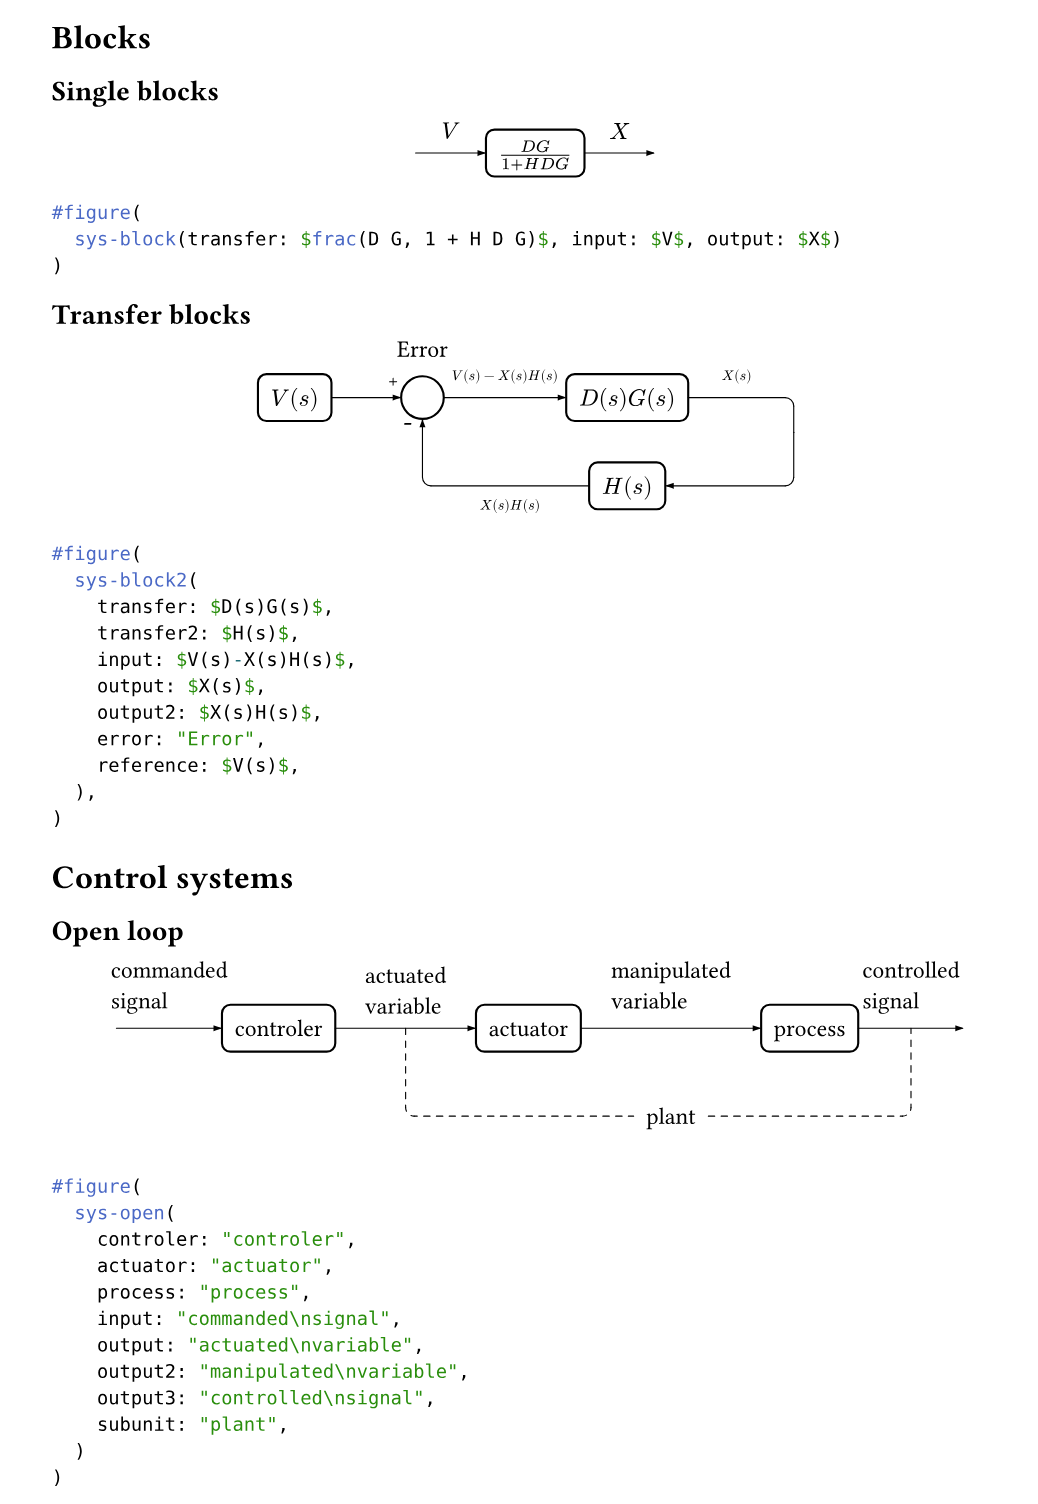 Blocks
Single blocks
V
X
DG
1+HDG
#figure(
  sys-block(transfer: $frac(D G, 1 + H D G)$, input: $V$, output: $X$)
)
Transfer blocks
Error
+
V(s) − X(s)H(s)
X(s)
V(s)
D(s)G(s)
-
H(s)
X(s)H(s)
#figure(
  sys-block2(
    transfer: $D(s)G(s)$,
    transfer2: $H(s)$,
    input: $V(s)-X(s)H(s)$,
    output: $X(s)$,
    output2: $X(s)H(s)$,
    error: "Error",
    reference: $V(s)$,
  ),
)
Control systems
Open loop
commanded
signal
actuated
variable
manipulated
variable
controlled
signal
controler
actuator
process
plant
#figure(
  sys-open(
    controler: "controler",
    actuator: "actuator",
    process: "process",
    input: "commanded\nsignal",
    output: "actuated\nvariable",
    output2: "manipulated\nvariable",
    output3: "controlled\nsignal",
    subunit: "plant",
  )
)